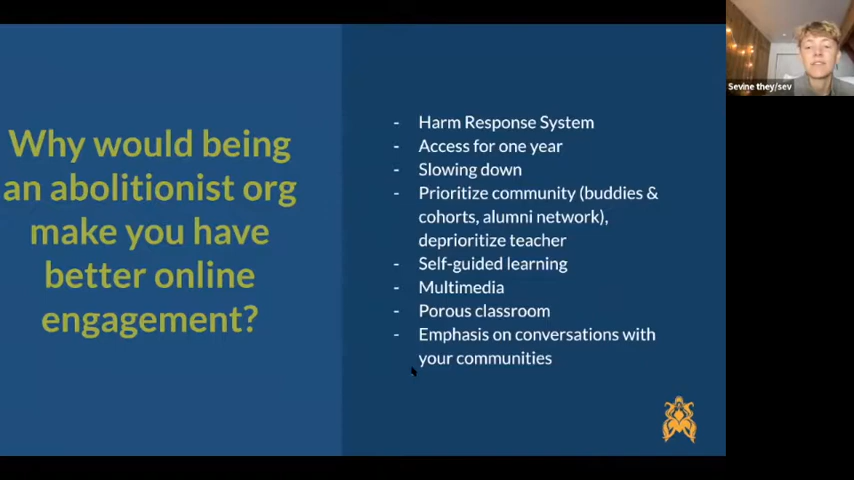 Why would being
an abolitionist org
make you have
better online
engagement?
- Harm Response System
- Access for one year
- Slowing down
- Prioritize community (buddies &
cohorts, alumni network),
deprioritize teacher
- Self-guided learning
- Multimedia
- Porous classroom
- Emphasis on conversations with
your communities
Sevine they/sev